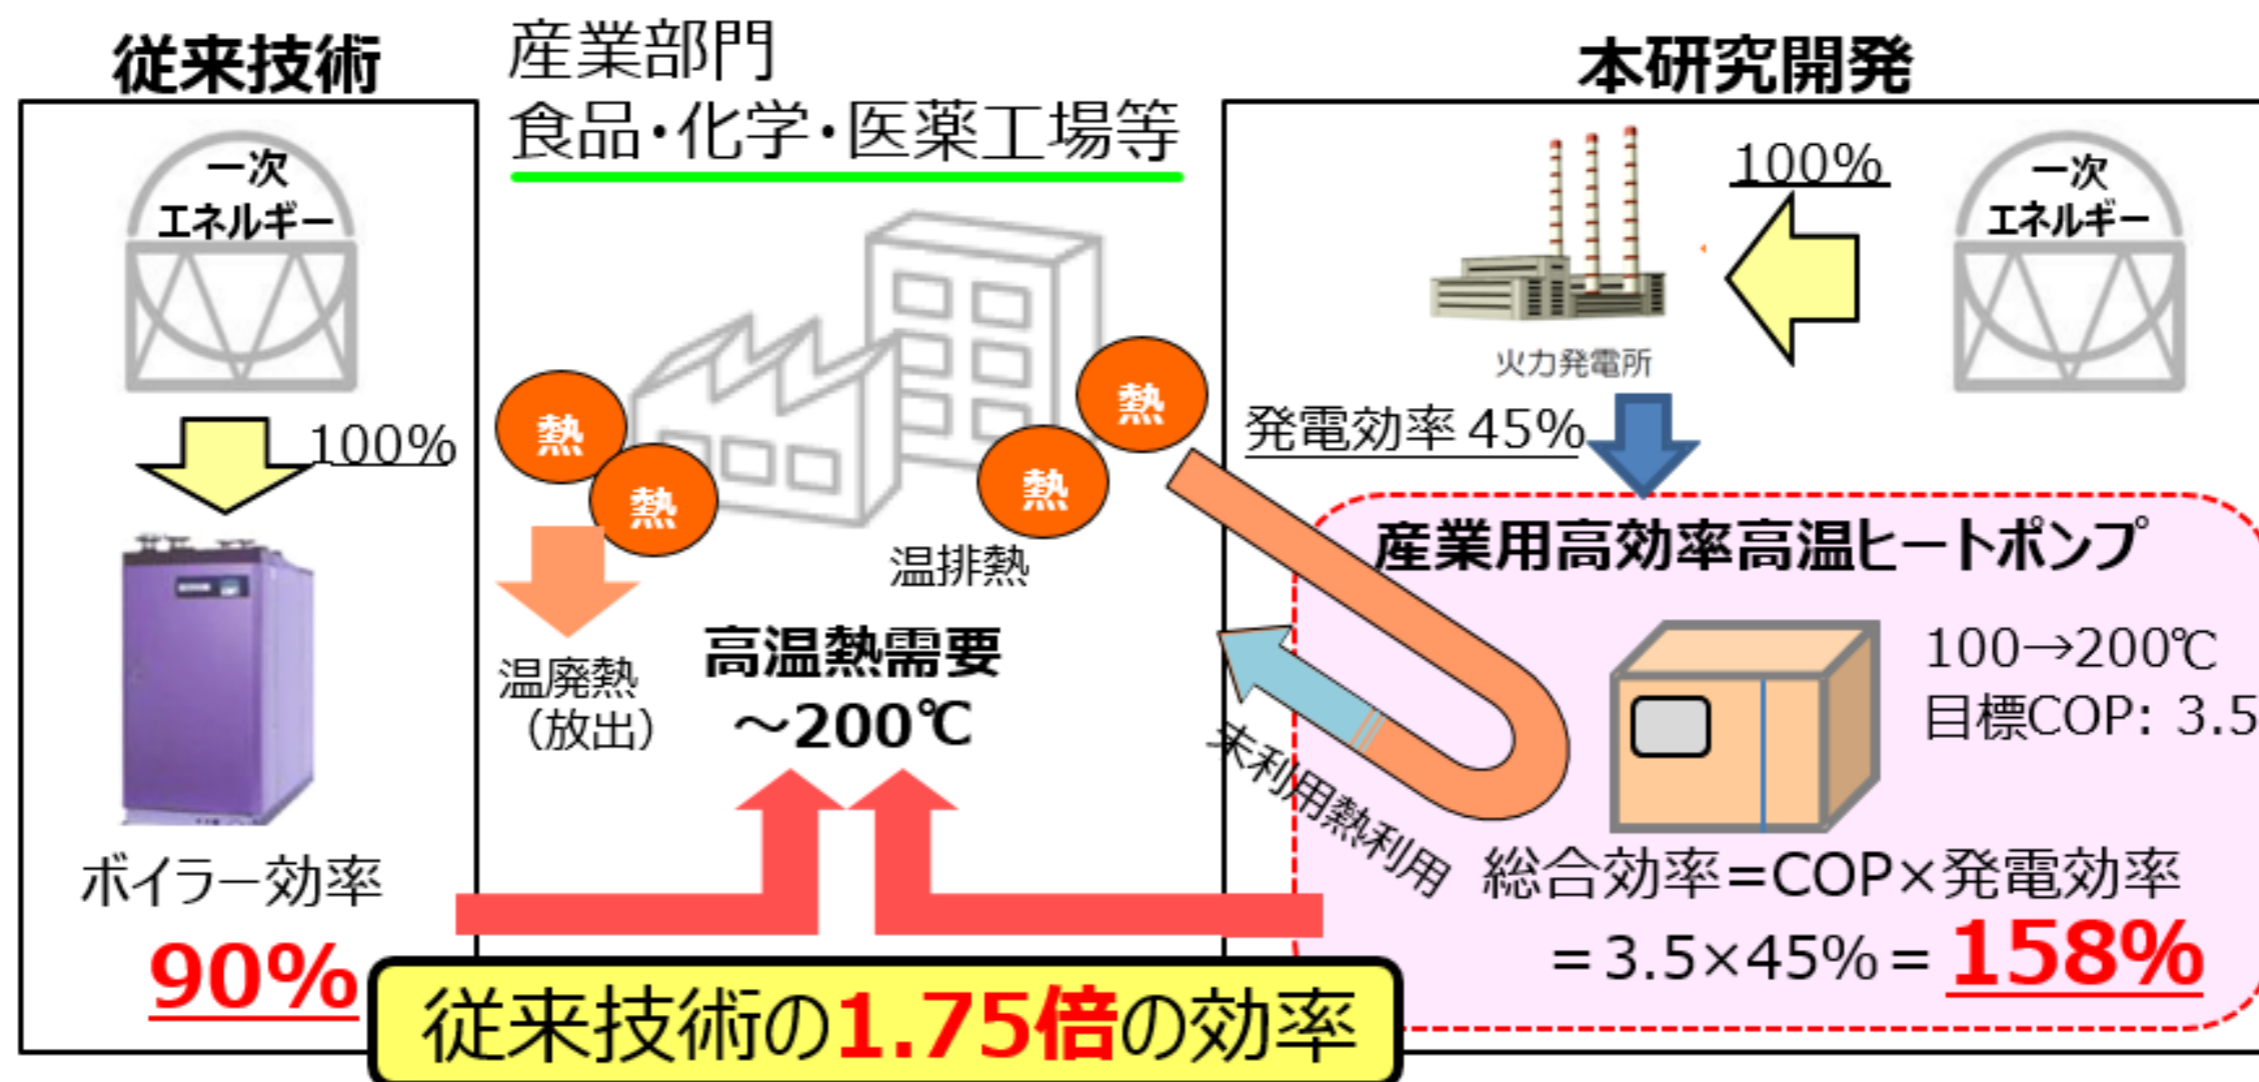 従来技術
一次
エネルギー
100%
ボイラー効率
90%
産業部門
食品・化学・医薬工場等
熱
熱
熱
熱
温排熱
温廃熱
（放出）
高温熱需要
～200℃
本研究開発
一次
エネルギー
100%
火力発電所
発電効率 45%
産業用高効率高温ヒートポンプ
100→200℃
目標COP: 3.5
未利用熱利用
総合効率=COP×発電効率
= 3.5×45% = 158%
従来技術の1.75倍の効率